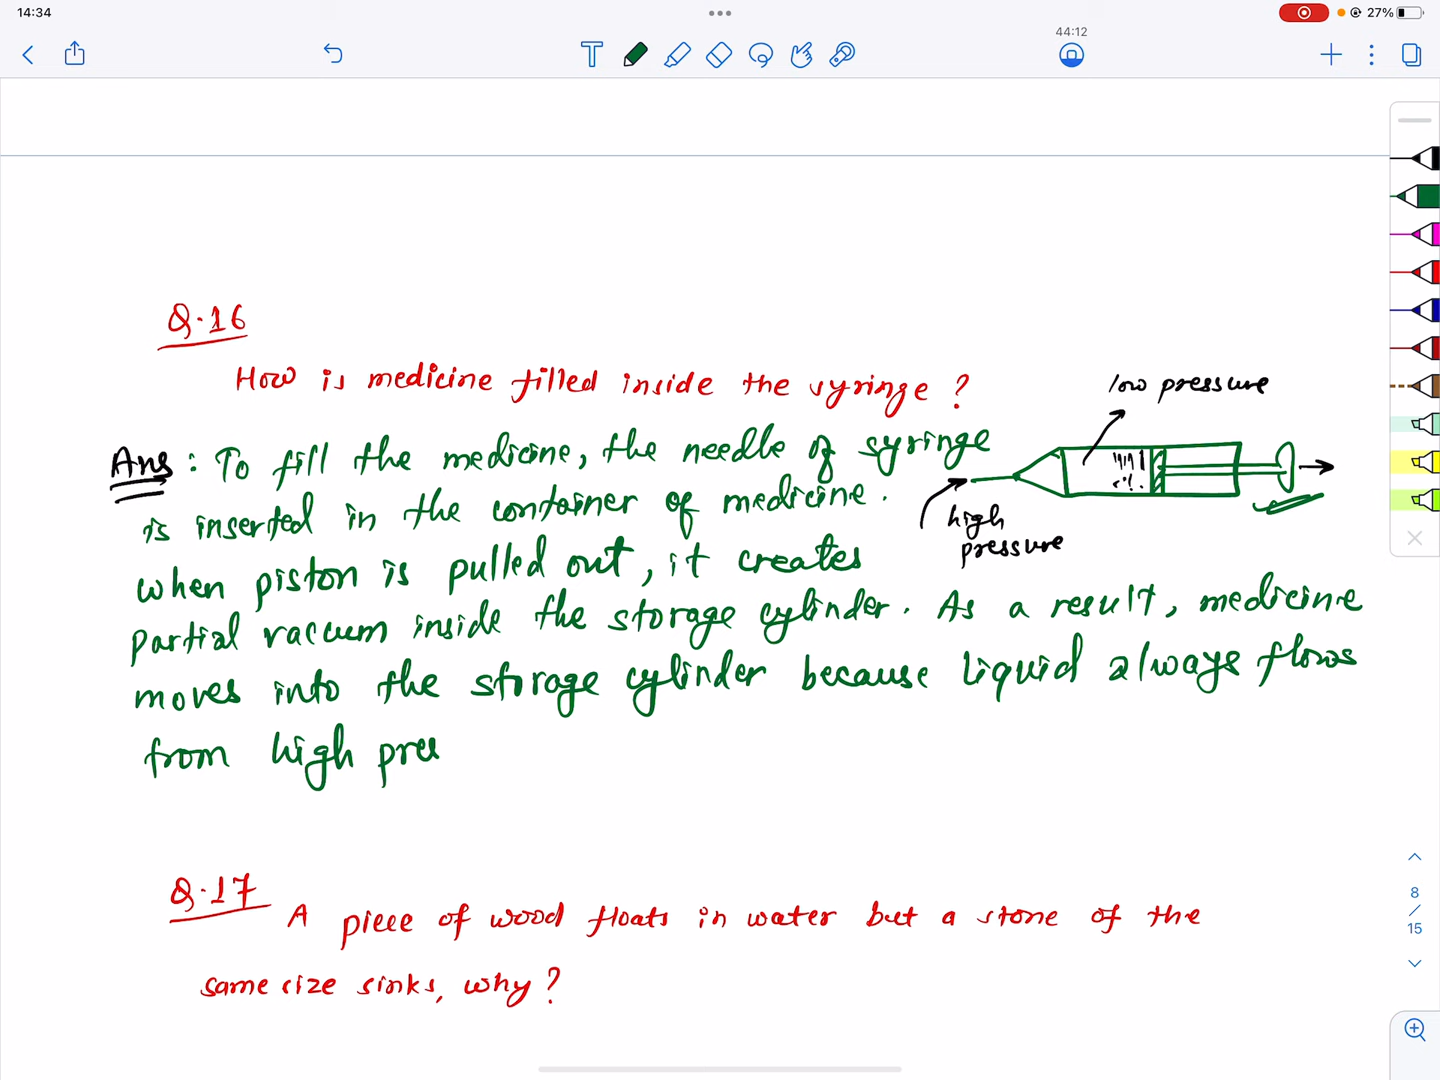 14:34
27%
44:12
Q.16
How is medicine filled inside the syringe ?
low pressure
Ans : To fill the medicine, the needle of syringe
is inserted in the container of medicine.
high
pressure
when piston is pulled out, it creates
partial vaccum inside the storage cylinder. As a result, medicine
moves into the storage cylinder because liquid always flows
from high pres
Q.17
A piece of wood floats in water but a stone of the
same size sinks, why ?
8
/
15